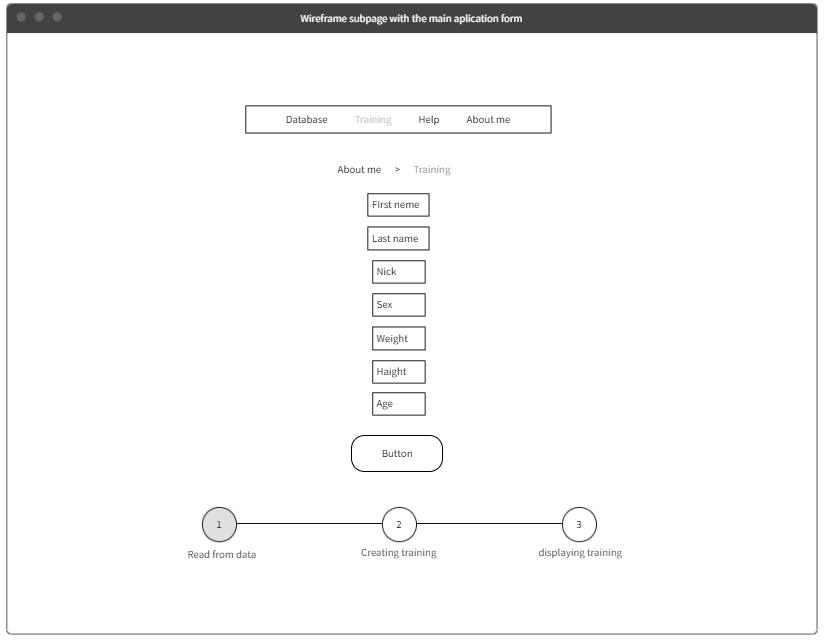 Wireframe subpage with the main aplication form
Database Training Help About me
About me > Training
FIrst neme
Last name
Nick
Sex
Weight
Haight
Age
Button
1 2 3
Read from data Creating training displaying training